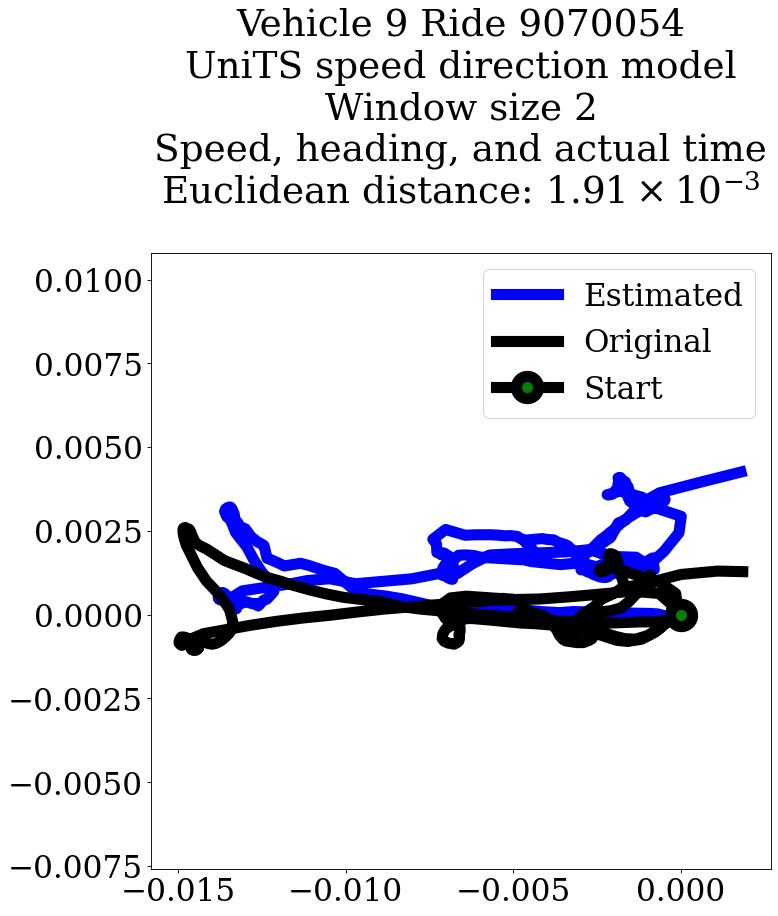 Vehicle 9 Ride 9070054
UniTS speed direction model
Window size 2
Speed, heading, and actual time
Euclidean distance: 1.91 × 10⁻³
Estimated
Original
Start
0.0100
0.0075
0.0050
0.0025
0.0000
−0.0025
−0.0050
−0.0075
−0.015 −0.010 −0.005 0.000